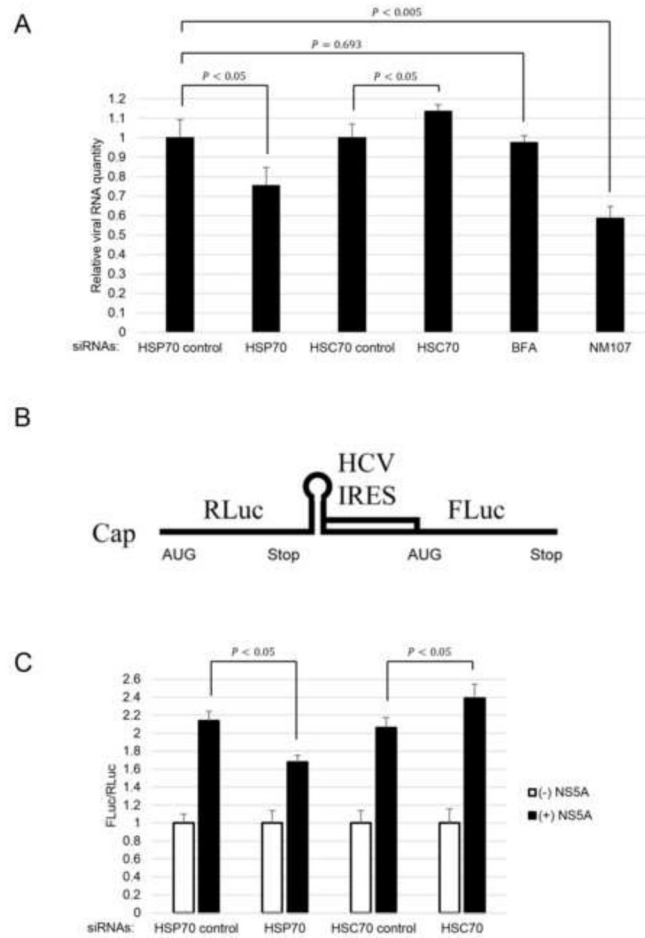 A
P < 0.005
P = 0.693
P < 0.05 P < 0.05
Relative viral RNA quantity
1.2
1.1
1
0.9
0.8
0.7
0.6
0.5
0.4
0.3
0.2
0.1
0
siRNAs: HSP70 control HSP70 HSC70 control HSC70 BFA NM107
B
HCV
IRES
RLuc FLuc
Cap
AUG Stop AUG Stop
C
P < 0.05 P < 0.05
FLuc/RLuc
2.6
2.4
2.2
2
1.8
1.6
1.4
1.2
1
0.8
0.6
0.4
0.2
0
(-) NS5A
(+) NS5A
siRNAs: HSP70 control HSP70 HSC70 control HSC70